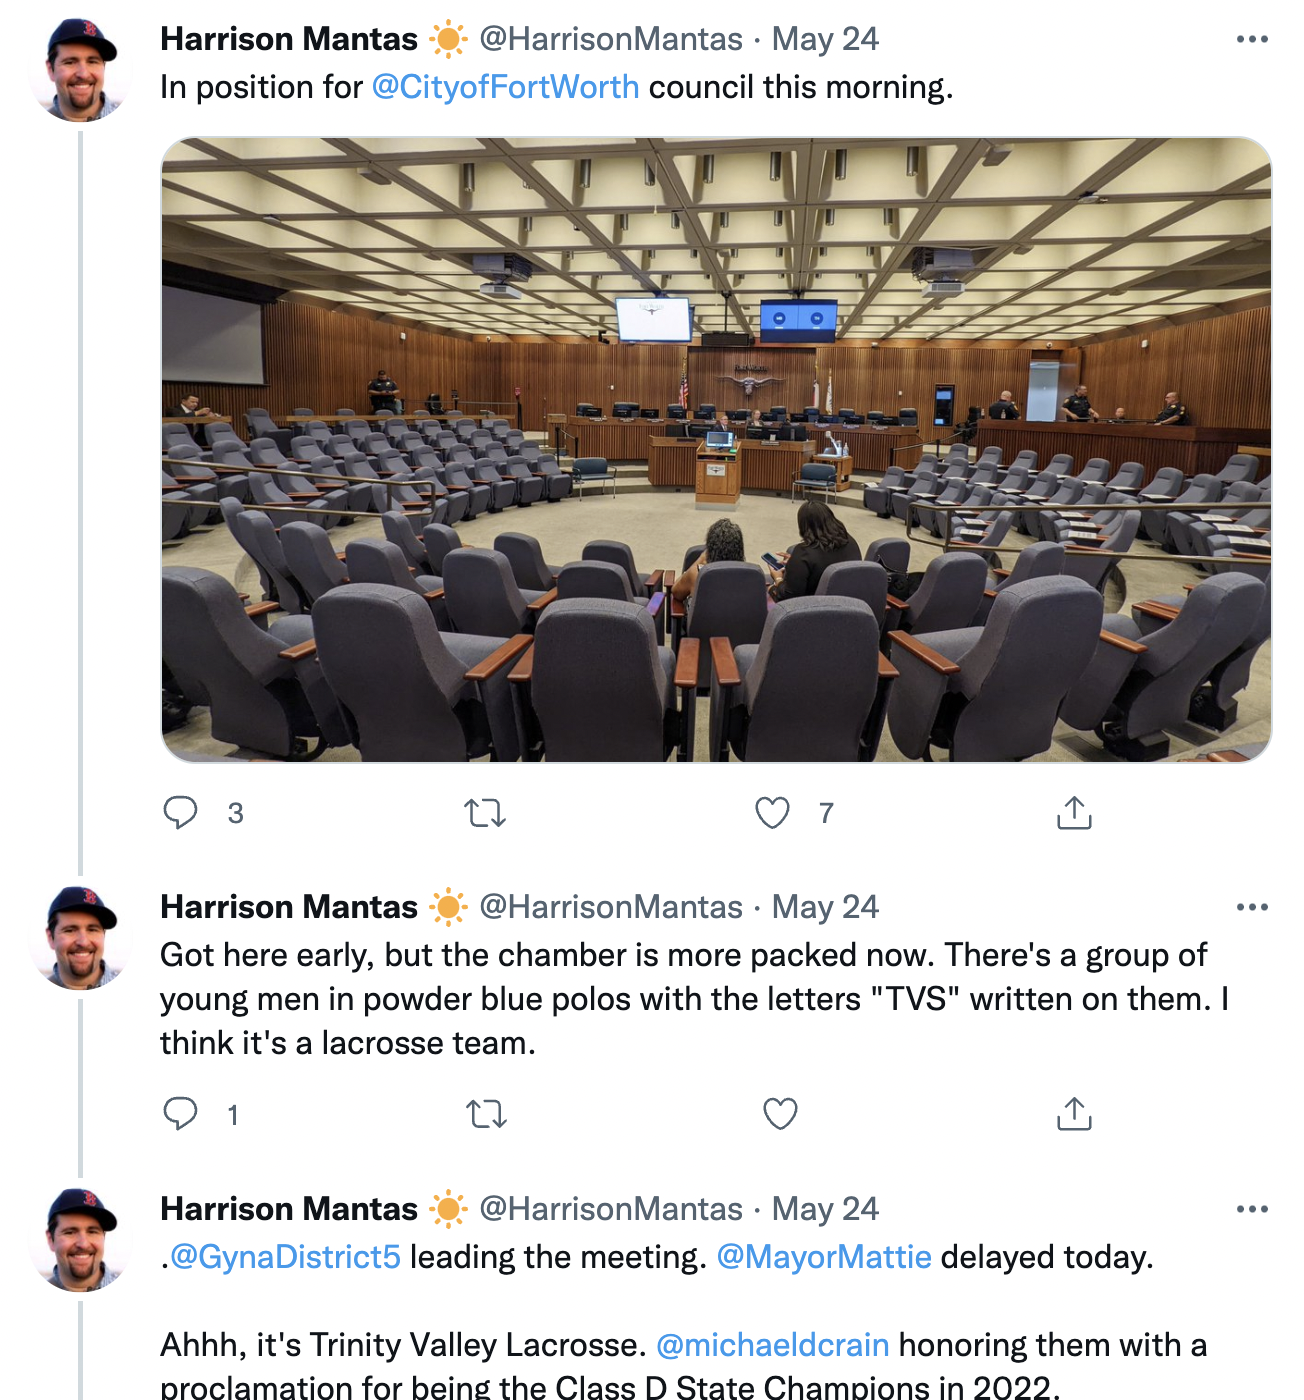 Harrison Mantas ☀️ @HarrisonMantas · May 24
In position for @CityofFortWorth council this morning.
3
7
Harrison Mantas ☀️ @HarrisonMantas · May 24
Got here early, but the chamber is more packed now. There's a group of
young men in powder blue polos with the letters "TVS" written on them. I
think it's a lacrosse team.
1
Harrison Mantas ☀️ @HarrisonMantas · May 24
.@GynaDistrict5 leading the meeting. @MayorMattie delayed today.
Ahhh, it's Trinity Valley Lacrosse. @michaeldcrain honoring them with a
proclamation for being the Class D State Champions in 2022.